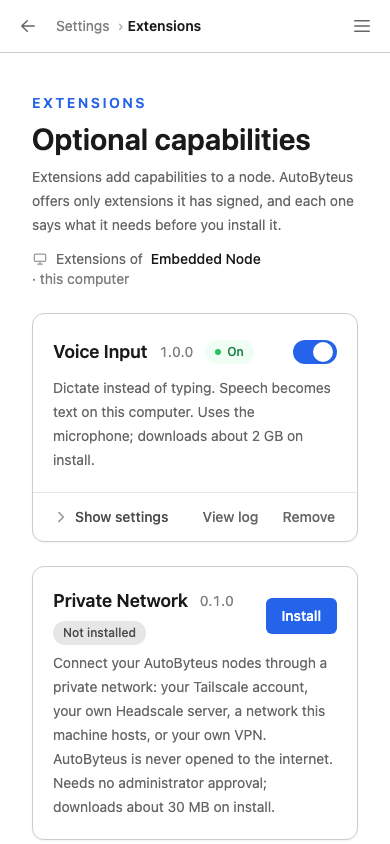 Settings › Extensions
EXTENSIONS
Optional capabilities
Extensions add capabilities to a node. AutoByteus
offers only extensions it has signed, and each one
says what it needs before you install it.
Extensions of Embedded Node
· this computer
Voice Input 1.0.0 On
Dictate instead of typing. Speech becomes
text on this computer. Uses the
microphone; downloads about 2 GB on
install.
Show settings View log Remove
Private Network 0.1.0
Install
Not installed
Connect your AutoByteus nodes through a
private network: your Tailscale account,
your own Headscale server, a network this
machine hosts, or your own VPN.
AutoByteus is never opened to the internet.
Needs no administrator approval;
downloads about 30 MB on install.